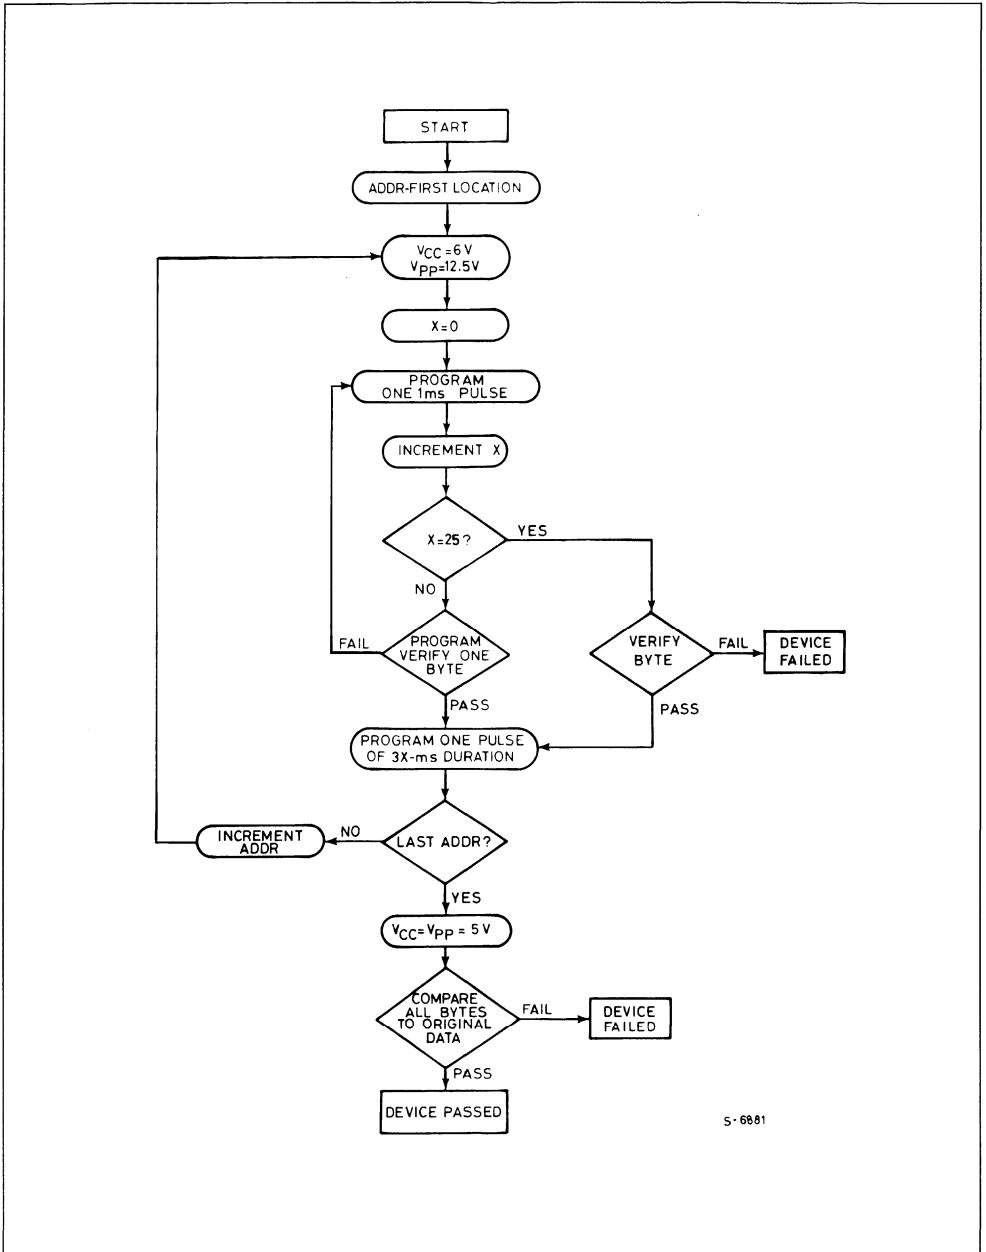 START
ADDR-FIRST LOCATION
VCC=6V
VPP=12.5V
X=0
PROGRAM
ONE 1ms PULSE
INCREMENT X
X=25?
YES
NO
FAIL
PROGRAM
VERIFY ONE
BYTE
VERIFY
BYTE
FAIL
DEVICE
FAILED
PASS
PASS
PROGRAM ONE PULSE
OF 3X-ms DURATION
INCREMENT
ADDR
NO
LAST ADDR?
YES
VCC=VPP = 5V
COMPARE
ALL BYTES
TO ORIGINAL
DATA
FAIL
DEVICE
FAILED
PASS
DEVICE PASSED
S-6881